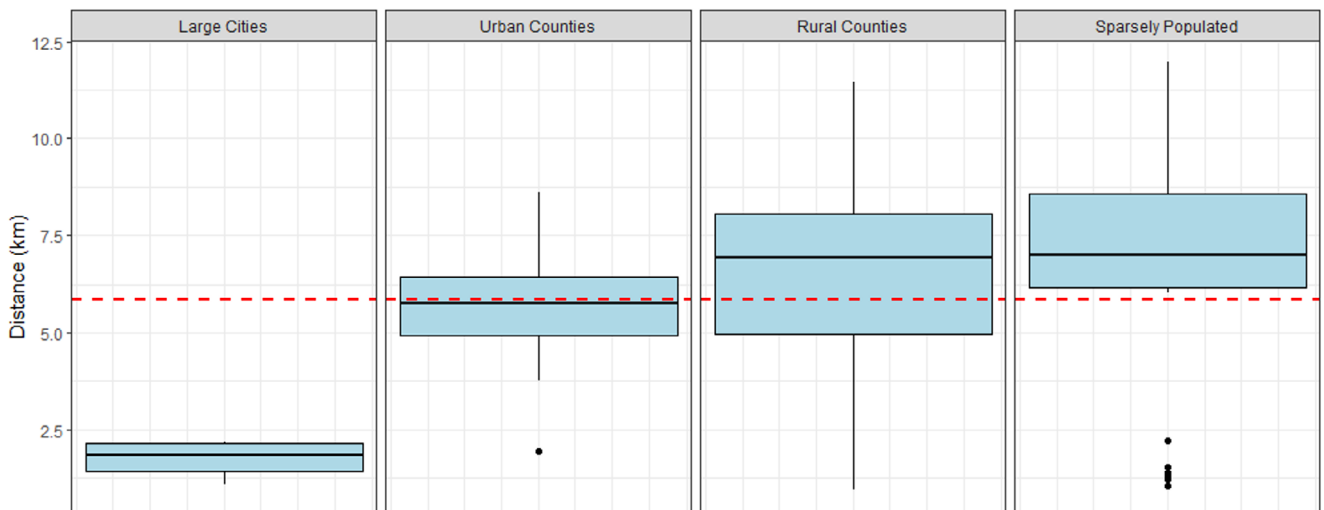 Large Cities
Urban Counties
Rural Counties
Sparsely Populated
12.5
10.0
7.5
5.0
2.5
Distance (km)